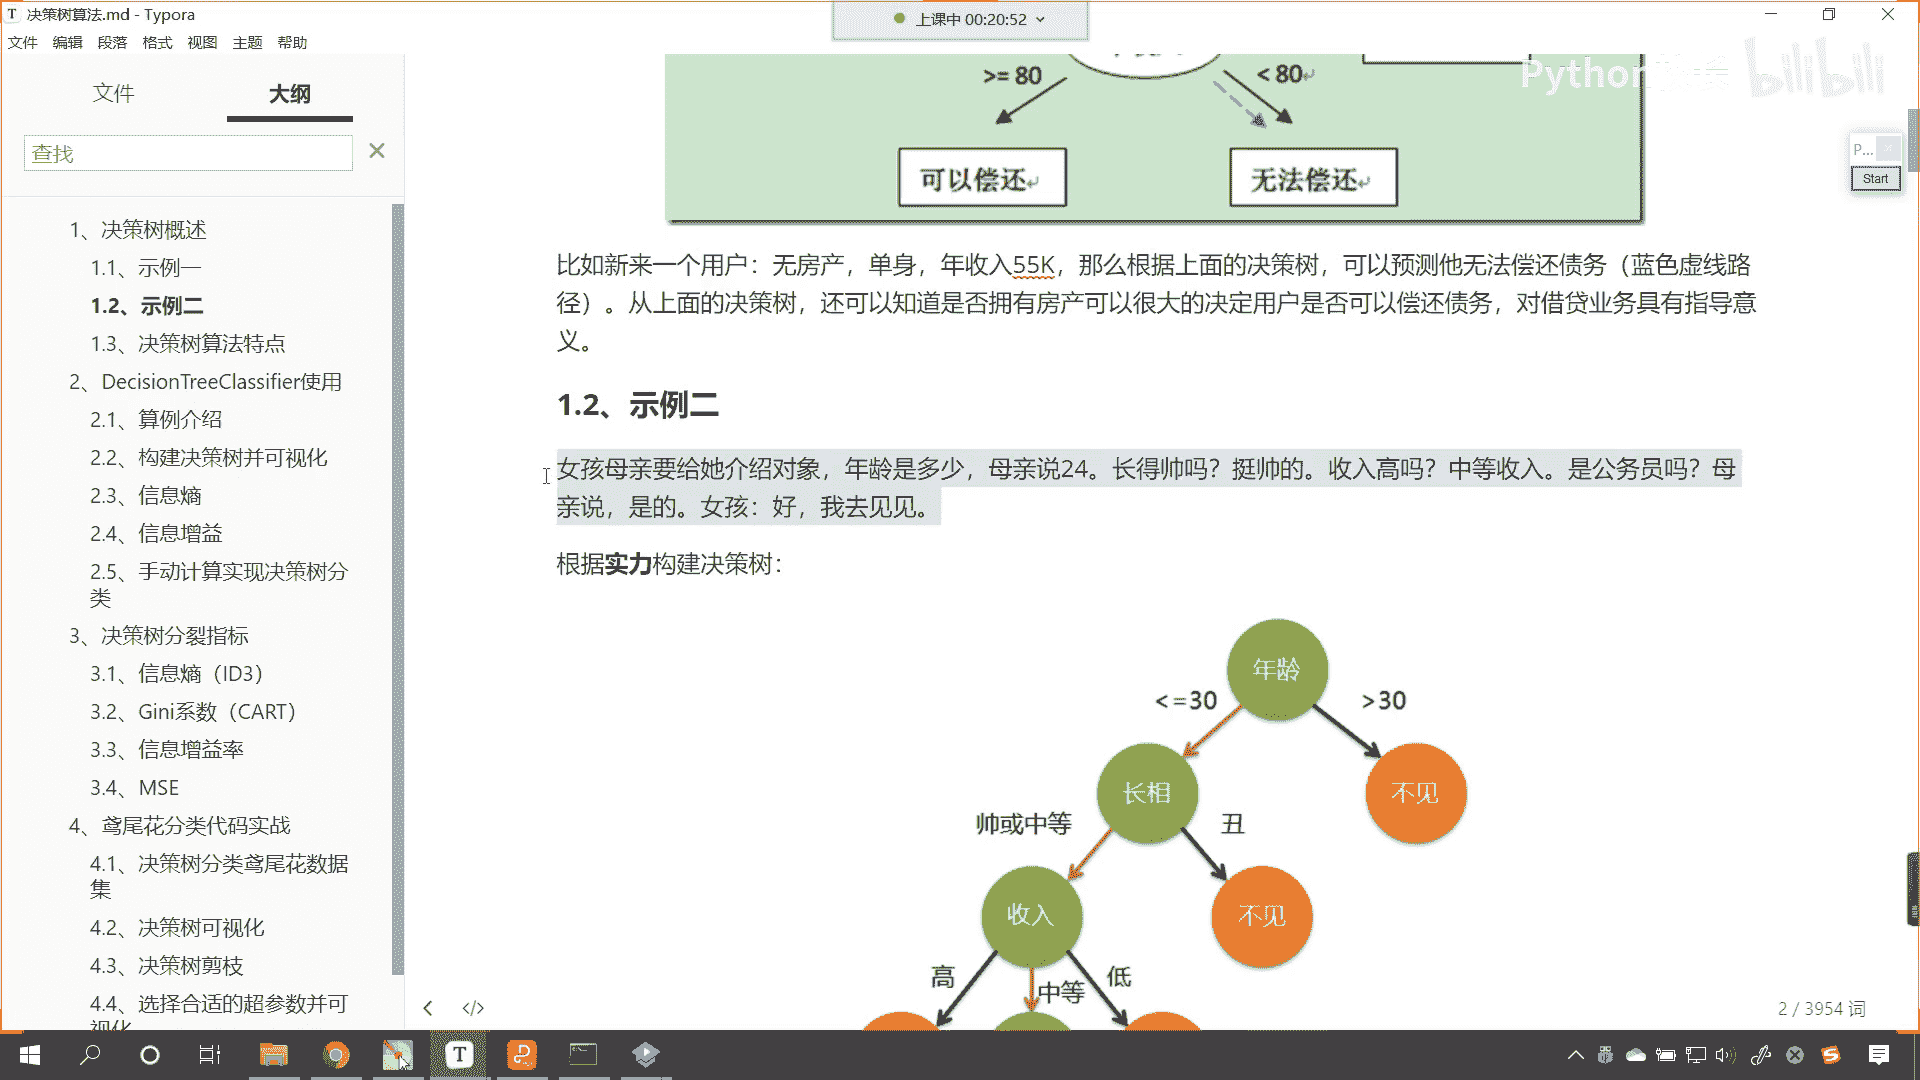 决策树算法.md - Typora
上课中 00:20:52
文件 编辑 段落 格式 视图 主题 帮助
文件 大纲
查找
1、决策树概述
1.1、示例一
1.2、示例二
1.3、决策树算法特点
2、DecisionTreeClassifier使用
2.1、算例介绍
2.2、构建决策树并可视化
2.3、信息熵
2.4、信息增益
2.5、手动计算实现决策树分
类
3、决策树分裂指标
3.1、信息熵（ID3）
3.2、Gini系数（CART）
3.3、信息增益率
3.4、MSE
4、鸢尾花分类代码实战
4.1、决策树分类鸢尾花数据
集
4.2、决策树可视化
4.3、决策树剪枝
4.4、选择合适的超参数并可
视化
>= 80
< 80
可以偿还
无法偿还
Python
bilibili
P...
Start
比如新来一个用户：无房产，单身，年收入55K，那么根据上面的决策树，可以预测他无法偿还债务（蓝色虚线路
径）。从上面的决策树，还可以知道是否拥有房产可以很大的决定用户是否可以偿还债务，对借贷业务具有指导意
义。
1.2、示例二
女孩母亲要给她介绍对象，年龄是多少，母亲说24。长得帅吗？挺帅的。收入高吗？中等收入。是公务员吗？母
亲说，是的。女孩：好，我去见见。
根据实力构建决策树：
年龄
<=30
>30
长相
不见
帅或中等
丑
收入
不见
高
中等
低
</>
2 / 3954 词